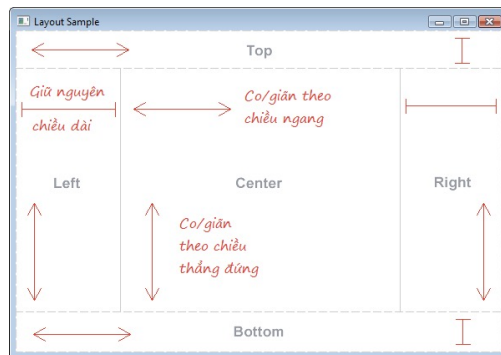 Layout Sample
Top
Giữ nguyên
chiều dài
Co/giãn theo
chiều ngang
Left
Center
Right
Co/giãn
theo chiều
thẳng đứng
Bottom